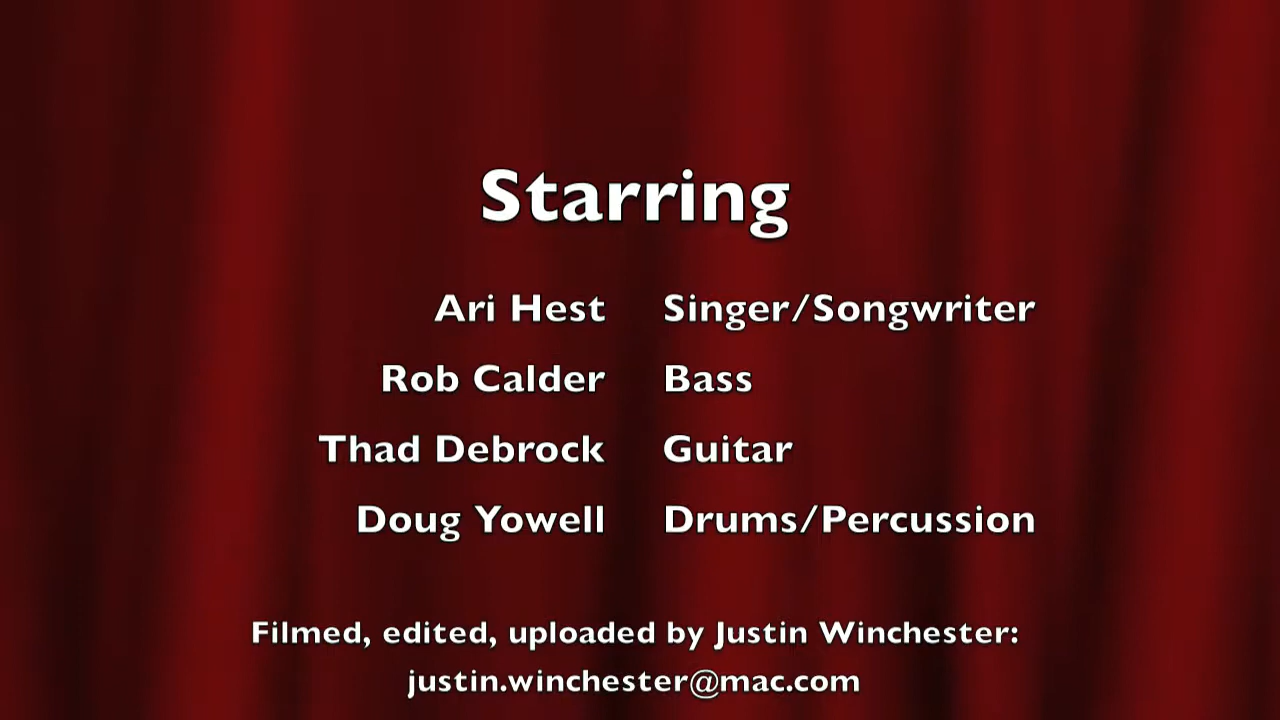 Starring
Ari Hest Singer/Songwriter
Rob Calder Bass
Thad Debrock Guitar
Doug Yowell Drums/Percussion
Filmed, edited, uploaded by Justin Winchester:
justin.winchester@mac.com